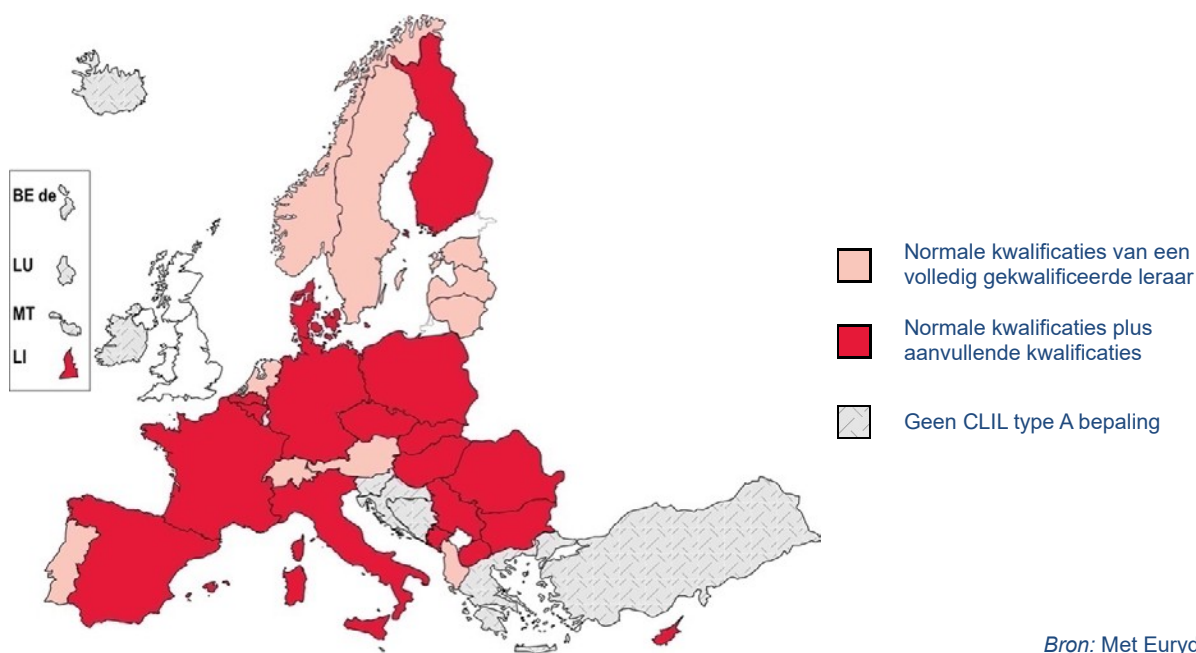 BE de
LU
MT
LI
Normale kwalificaties van een
volledig gekwalificeerde leraar
Normale kwalificaties plus
aanvullende kwalificaties
Geen CLIL type A bepaling
Bron: Met Euryd